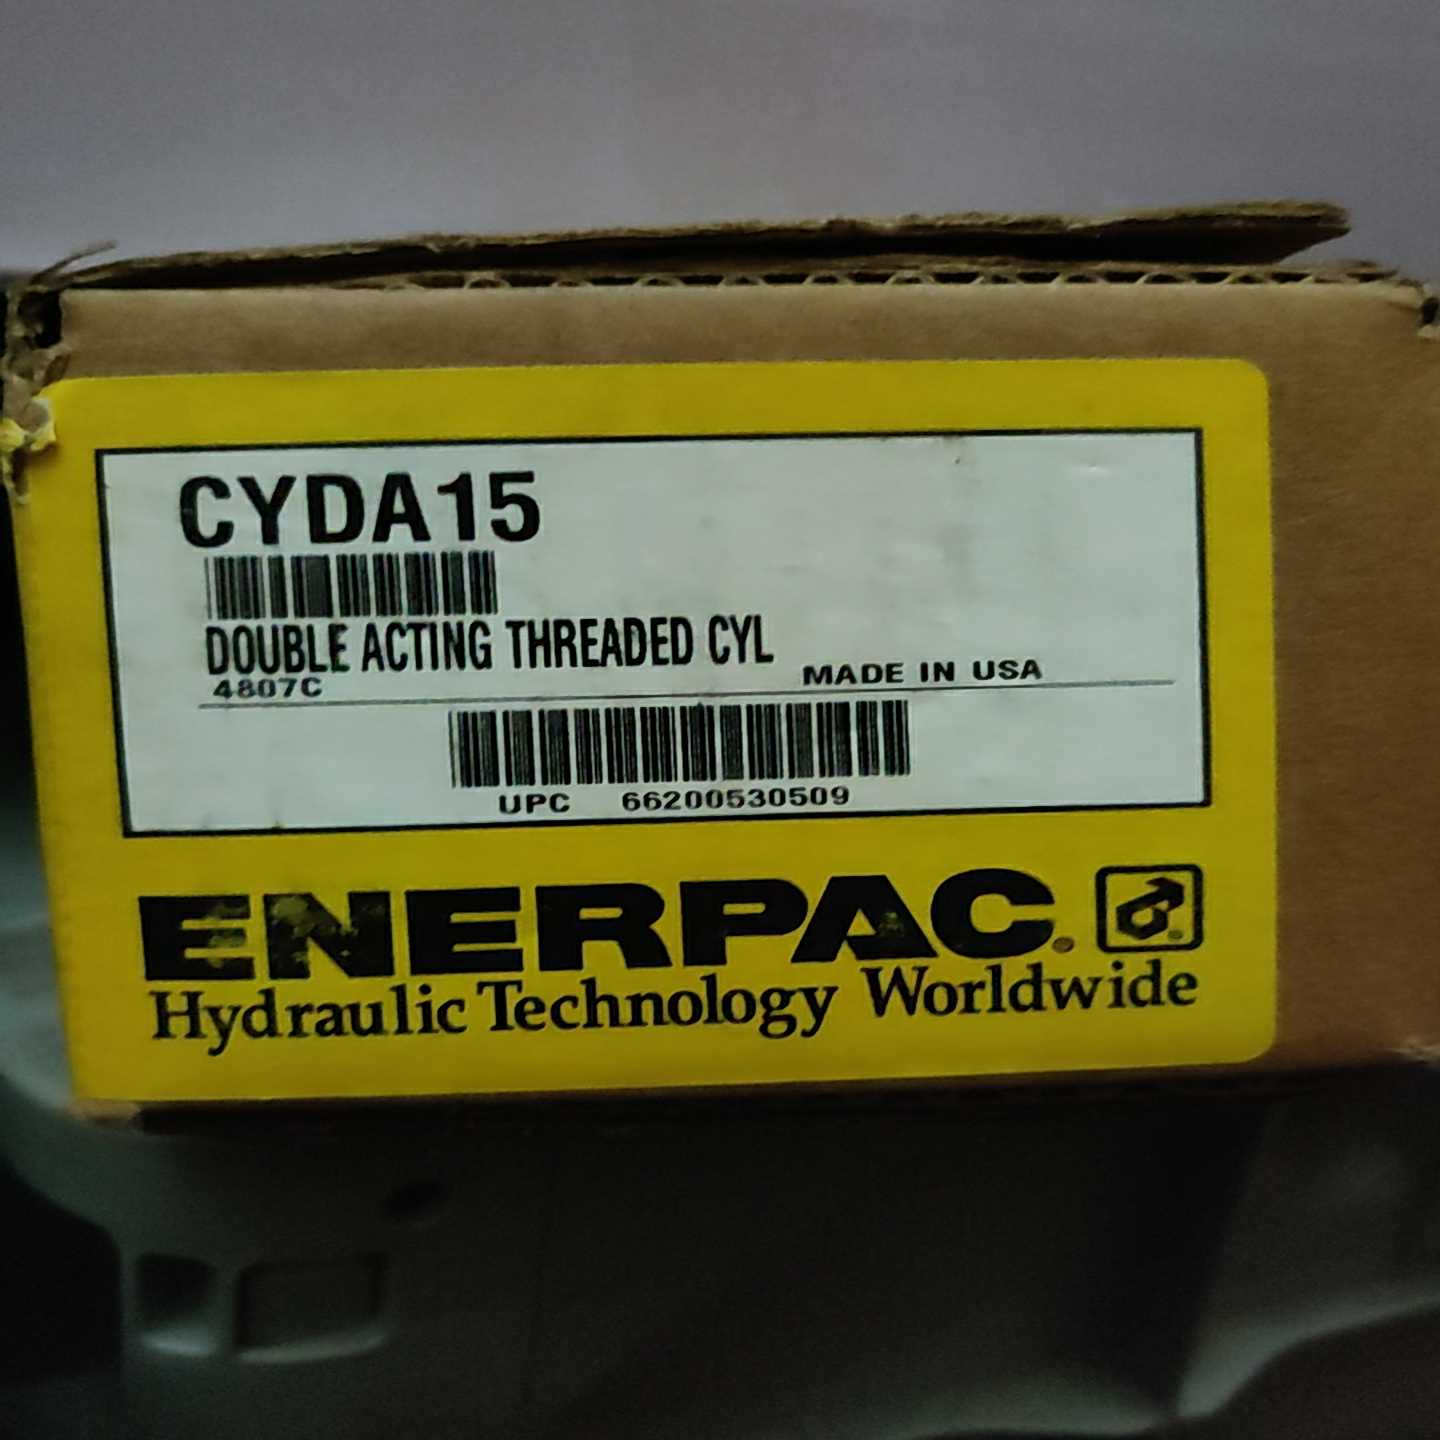 CYDA15
DOUBLE ACTING THREADED CYL
4807C MADE IN USA
UPC 66200530509
ENERPAC.®
Hydraulic Technology Worldwide